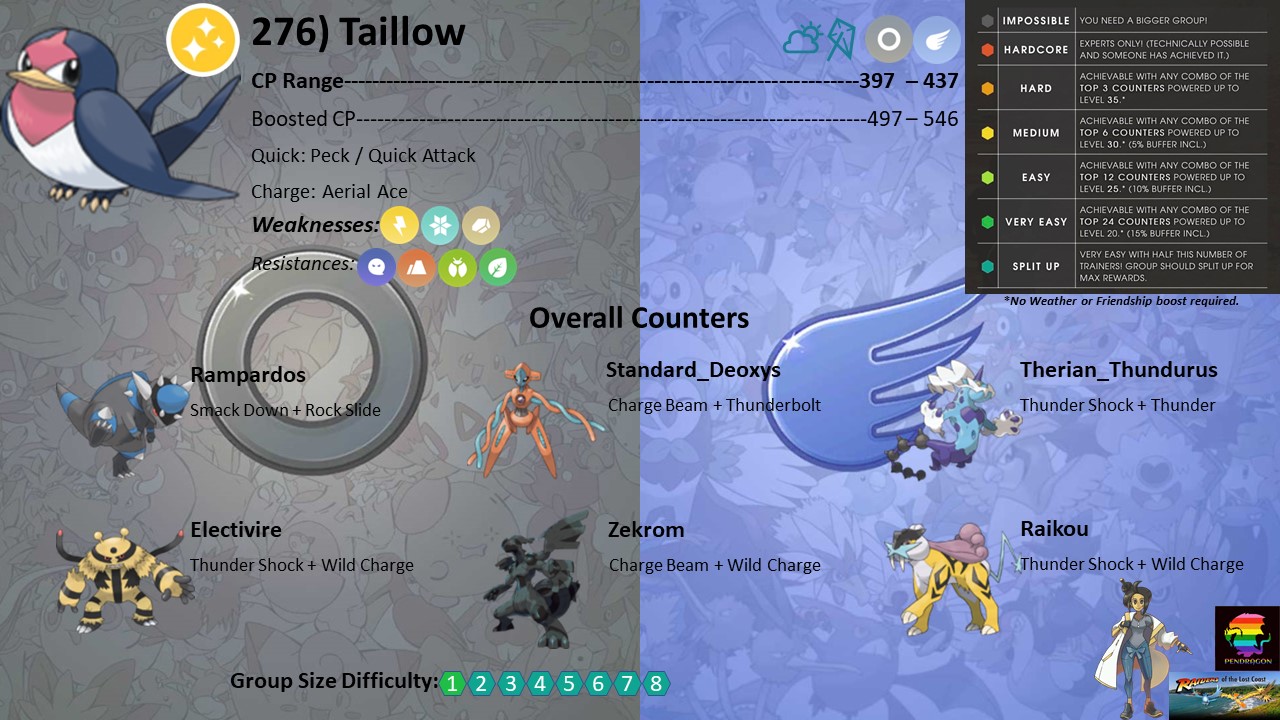 276) Taillow
CP Range------------------------------------------------------------397 – 437
Boosted CP------------------------------------------------------------497 – 546
Quick: Peck / Quick Attack
Charge: Aerial Ace
Weaknesses:
Resistances:
IMPOSSIBLE YOU NEED A BIGGER GROUP!
HARDCORE EXPERTS ONLY! (TECHNICALLY POSSIBLE
AND SOMEONE HAS ACHIEVED IT.)
HARD ACHIEVABLE WITH ANY COMBO OF THE
TOP 3 COUNTERS POWERED UP TO
LEVEL 35.*
MEDIUM ACHIEVABLE WITH ANY COMBO OF THE
TOP 6 COUNTERS POWERED UP TO
LEVEL 30.* (5% BUFFER INCL.)
EASY ACHIEVABLE WITH ANY COMBO OF THE
TOP 12 COUNTERS POWERED UP TO
LEVEL 25.* (10% BUFFER INCL.)
VERY EASY ACHIEVABLE WITH ANY COMBO OF THE
TOP 24 COUNTERS POWERED UP TO
LEVEL 20.* (15% BUFFER INCL.)
SPLIT UP VERY EASY WITH HALF THIS NUMBER OF
TRAINERS! GROUP SHOULD SPLIT UP FOR
MAX REWARDS.
*No Weather or Friendship boost required.
Overall Counters
Rampardos
Smack Down + Rock Slide
Standard_Deoxys
Charge Beam + Thunderbolt
Therian_Thundurus
Thunder Shock + Thunder
Electivire
Thunder Shock + Wild Charge
Zekrom
Charge Beam + Wild Charge
Raikou
Thunder Shock + Wild Charge
Group Size Difficulty: 1 2 3 4 5 6 7 8
PENDRAGON
RAIDERS of the Lost Coast